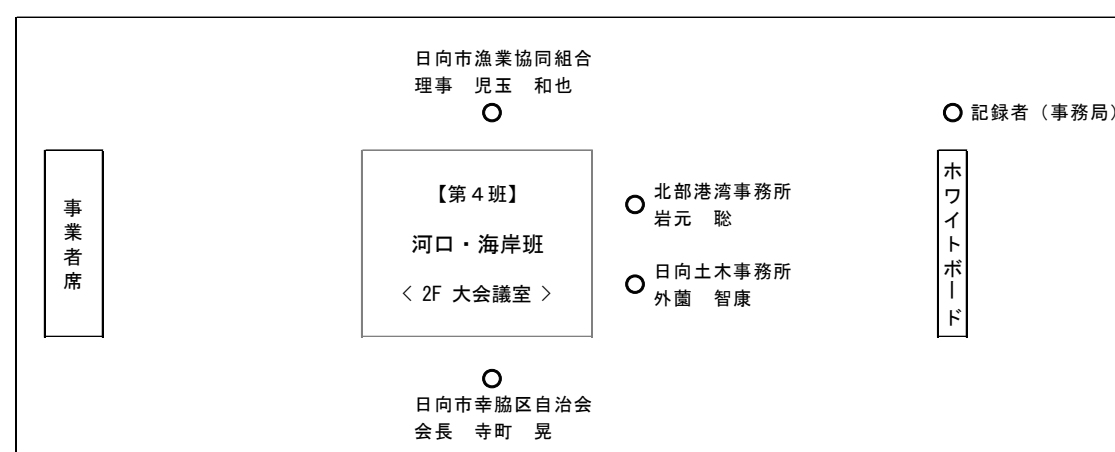 日向市漁業協同組合
理事　児玉　和也
記録者（事務局）
事業者席
【第４班】
河口・海岸班
＜ 2F 大会議室 ＞
北部港湾事務所
岩元　聡
日向土木事務所
外薗　智康
ホワイトボード
日向市幸脇区自治会
会長　寺町　晃